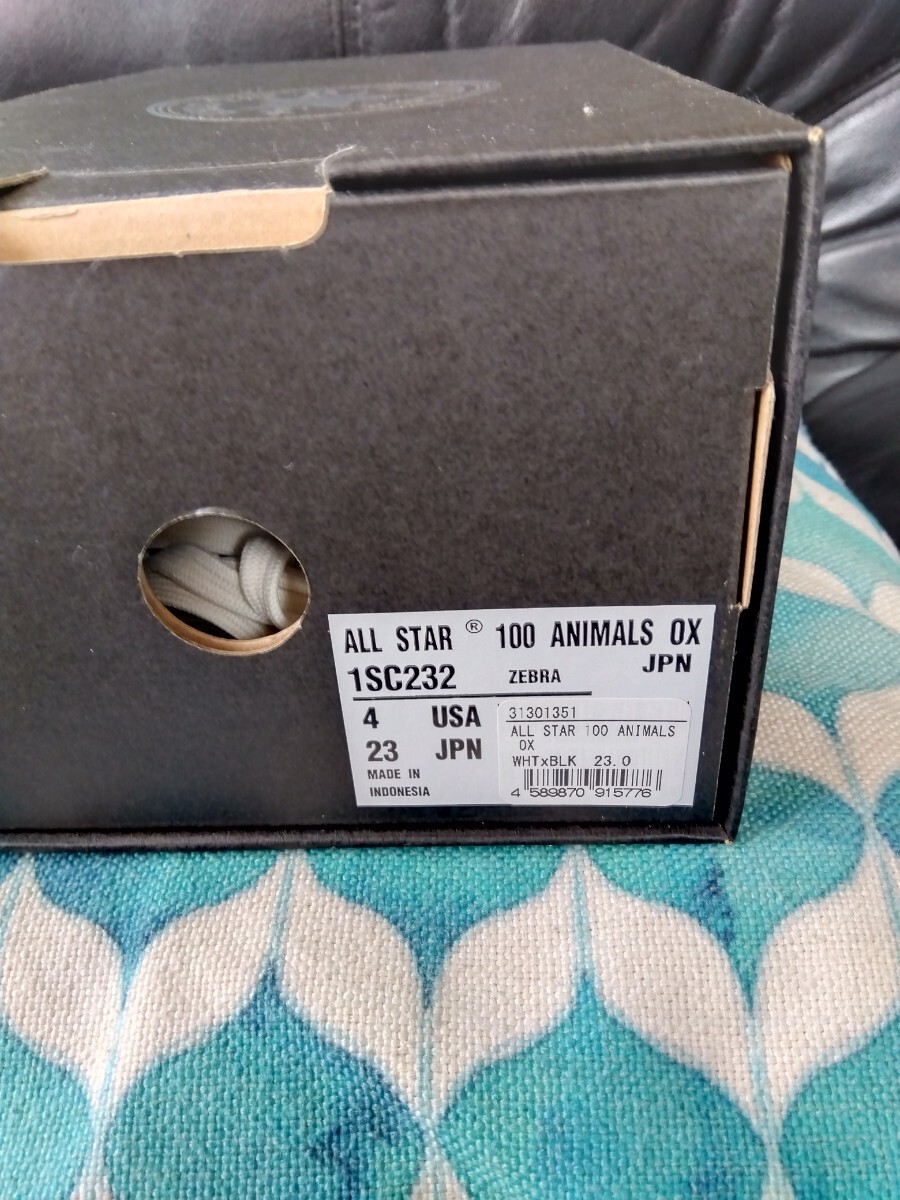 ALL STAR ® 100 ANIMALS OX
JPN
1SC232 ZEBRA
4 USA
23 JPN
MADE IN
INDONESIA
31301351
ALL STAR 100 ANIMALS
OX
WHTxBLK 23.0
4 589870 915776